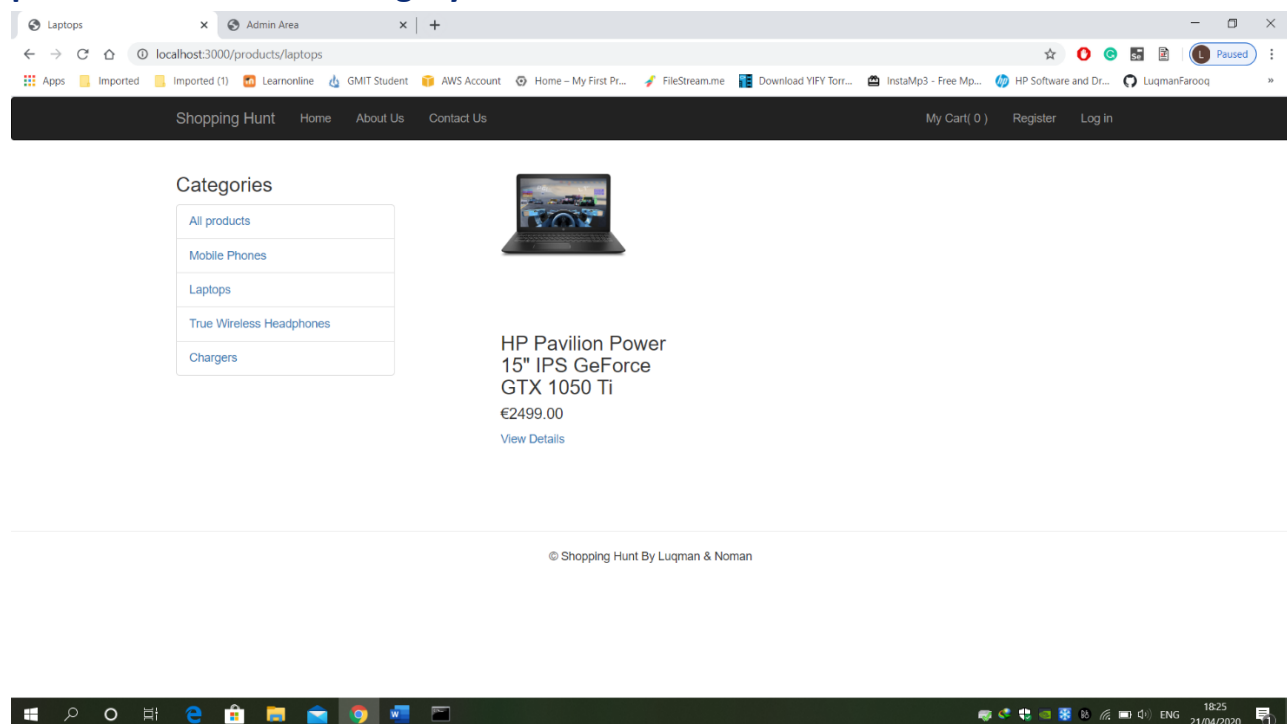 Laptops
Admin Area
localhost:3000/products/laptops
Paused
Apps Imported Imported (1) Learnonline GMIT Student AWS Account Home – My First Pr... FileStream.me Download YIFY Torr... InstaMp3 - Free Mp... HP Software and Dr... LuqmanFarooq »
Shopping Hunt Home About Us Contact Us My Cart( 0 ) Register Log in
Categories
All products
Mobile Phones
Laptops
True Wireless Headphones
Chargers
HP Pavilion Power
15" IPS GeForce
GTX 1050 Ti
€2499.00
View Details
© Shopping Hunt By Luqman & Noman
ENG
18:25
21/04/2020